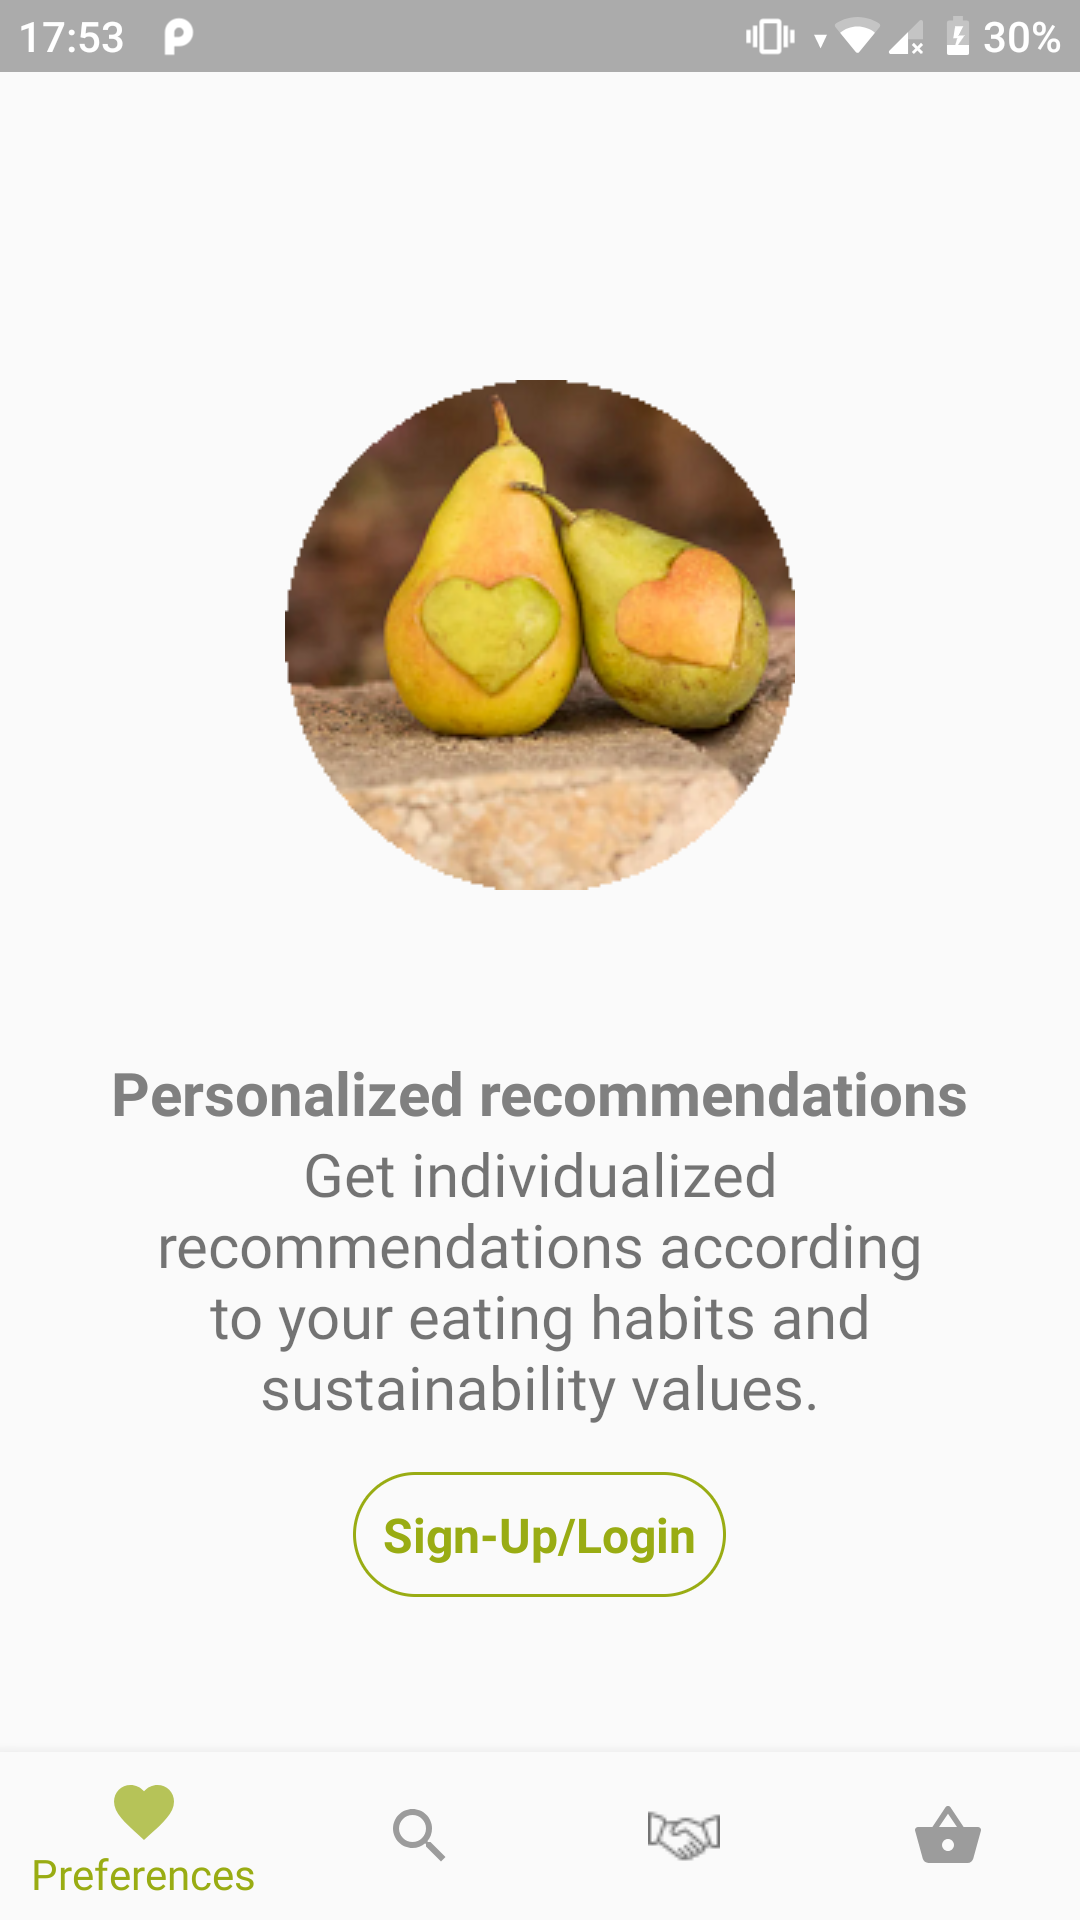 17:53
30%
Personalized recommendations
Get individualized
recommendations according
to your eating habits and
sustainability values.
Sign-Up/Login
Preferences